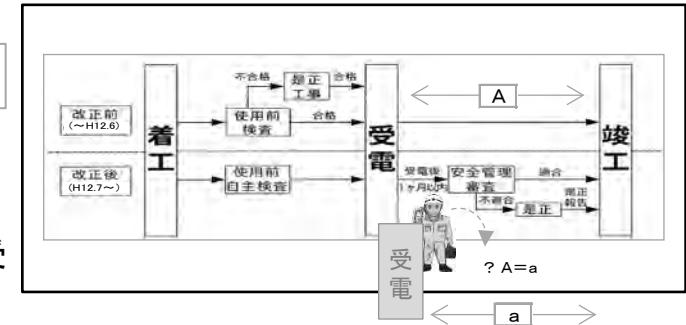 不合格
是正
工事
合格
A
改正前
(～H12.6)
着工
使用前
検査
合格
受電
竣工
改正後
(H12.7～)
使用前
自主検査
受電後
1ヶ月以内
安全管理
審査
適合
不適合
是正
是正
報告
受
電
? A=a
a